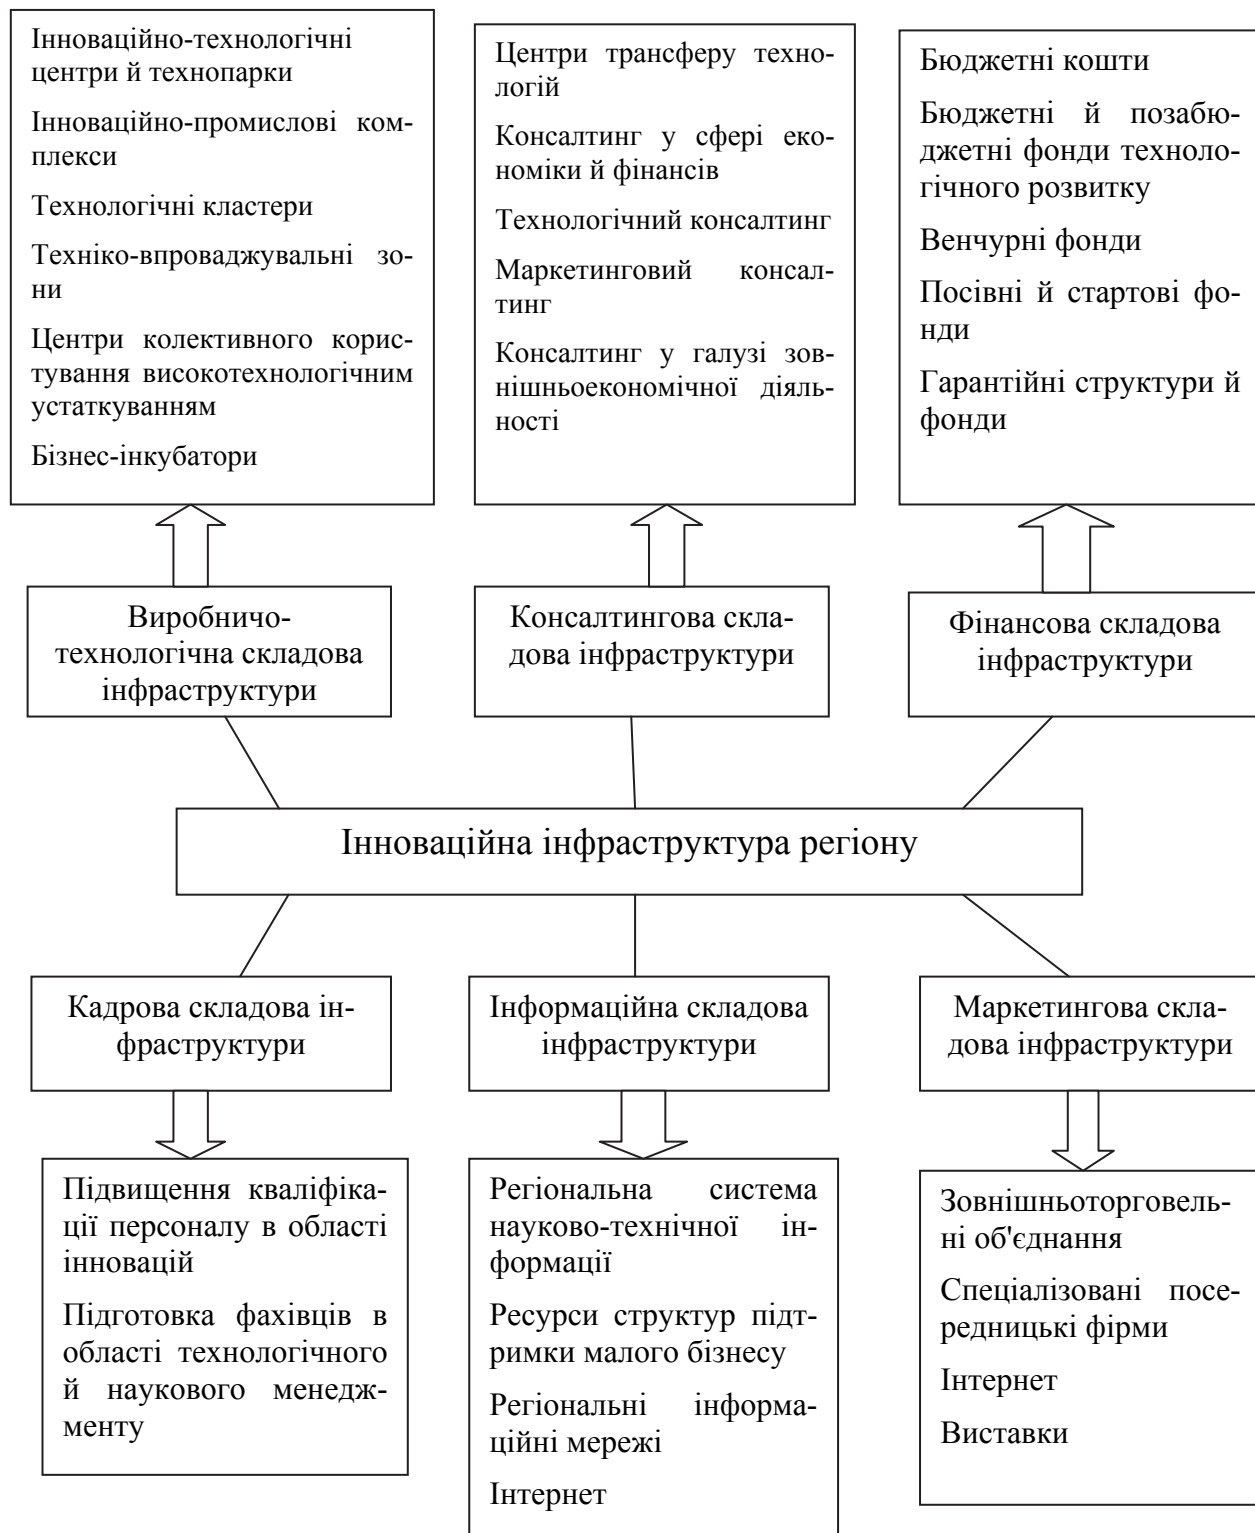 Інноваційно-технологічні
центри й технопарки
Інноваційно-промислові ком-
плекси
Технологічні кластери
Техніко-впроваджувальні зо-
ни
Центри колективного корис-
тування високотехнологічним
устаткуванням
Бізнес-інкубатори
Центри трансферу техно-
логій
Консалтинг у сфері еко-
номіки й фінансів
Технологічний консалтинг
Маркетинговий консал-
тинг
Консалтинг у галузі зов-
нішньоекономічної діяль-
ності
Бюджетні кошти
Бюджетні й позабю-
джетні фонди техноло-
гічного розвитку
Венчурні фонди
Посівні й стартові фо-
нди
Гарантійні структури й
фонди
Виробничо-
технологічна складова
інфраструктури
Консалтингова скла-
дова інфраструктури
Фінансова складова
інфраструктури
Інноваційна інфраструктура регіону
Кадрова складова ін-
фраструктури
Інформаційна складова
інфраструктури
Маркетингова скла-
дова інфраструктури
Підвищення кваліфіка-
ції персоналу в області
інновацій
Підготовка фахівців в
області технологічного
й наукового менедж-
менту
Регіональна система
науково-технічної ін-
формації
Ресурси структур підт-
римки малого бізнесу
Регіональні інформа-
ційні мережі
Інтернет
Зовнішньоторговель-
ні об'єднання
Спеціалізовані посе-
редницькі фірми
Інтернет
Виставки